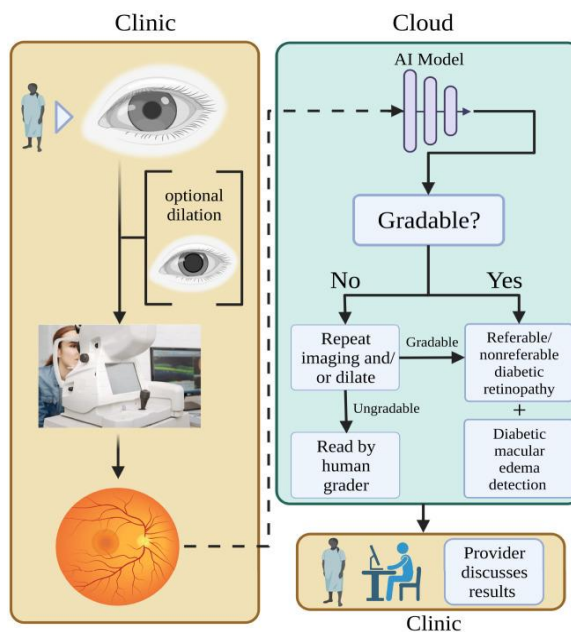 Clinic
optional
dilation
Cloud
AI Model
Gradable?
No
Yes
Repeat
imaging and/
or dilate
Gradable
Referable/
nonreferable
diabetic
retinopathy
+
Ungradable
Read by
human
grader
Diabetic
macular
edema
detection
Provider
discusses
results
Clinic